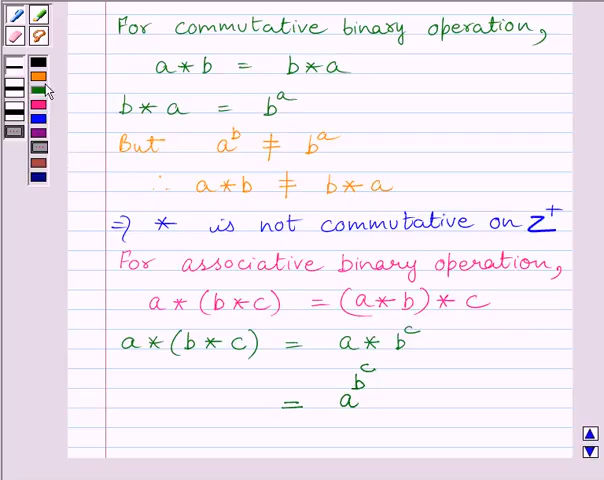 For commutative binary operation,
a * b = b * a
b * a = b^a
But a^b ≠ b^a
∴ a * b ≠ b * a
⇒ * is not commutative on Z^+
For associative binary operation,
a * (b * c) = (a * b) * c
a * (b * c) = a * b^c
= a^b^c